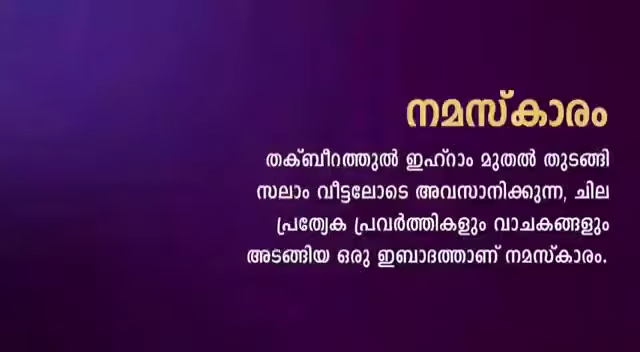 നമസ്കാരം
തക്ബീറത്തുൽ ഇഹ്റാം മുതൽ തുടങ്ങി
സലാം വീട്ടലോടെ അവസാനിക്കുന്ന, ചില
പ്രത്യേക പ്രവർത്തികളും വാചകങ്ങളും
അടങ്ങിയ ഒരു ഇബാദത്താണ് നമസ്കാരം.